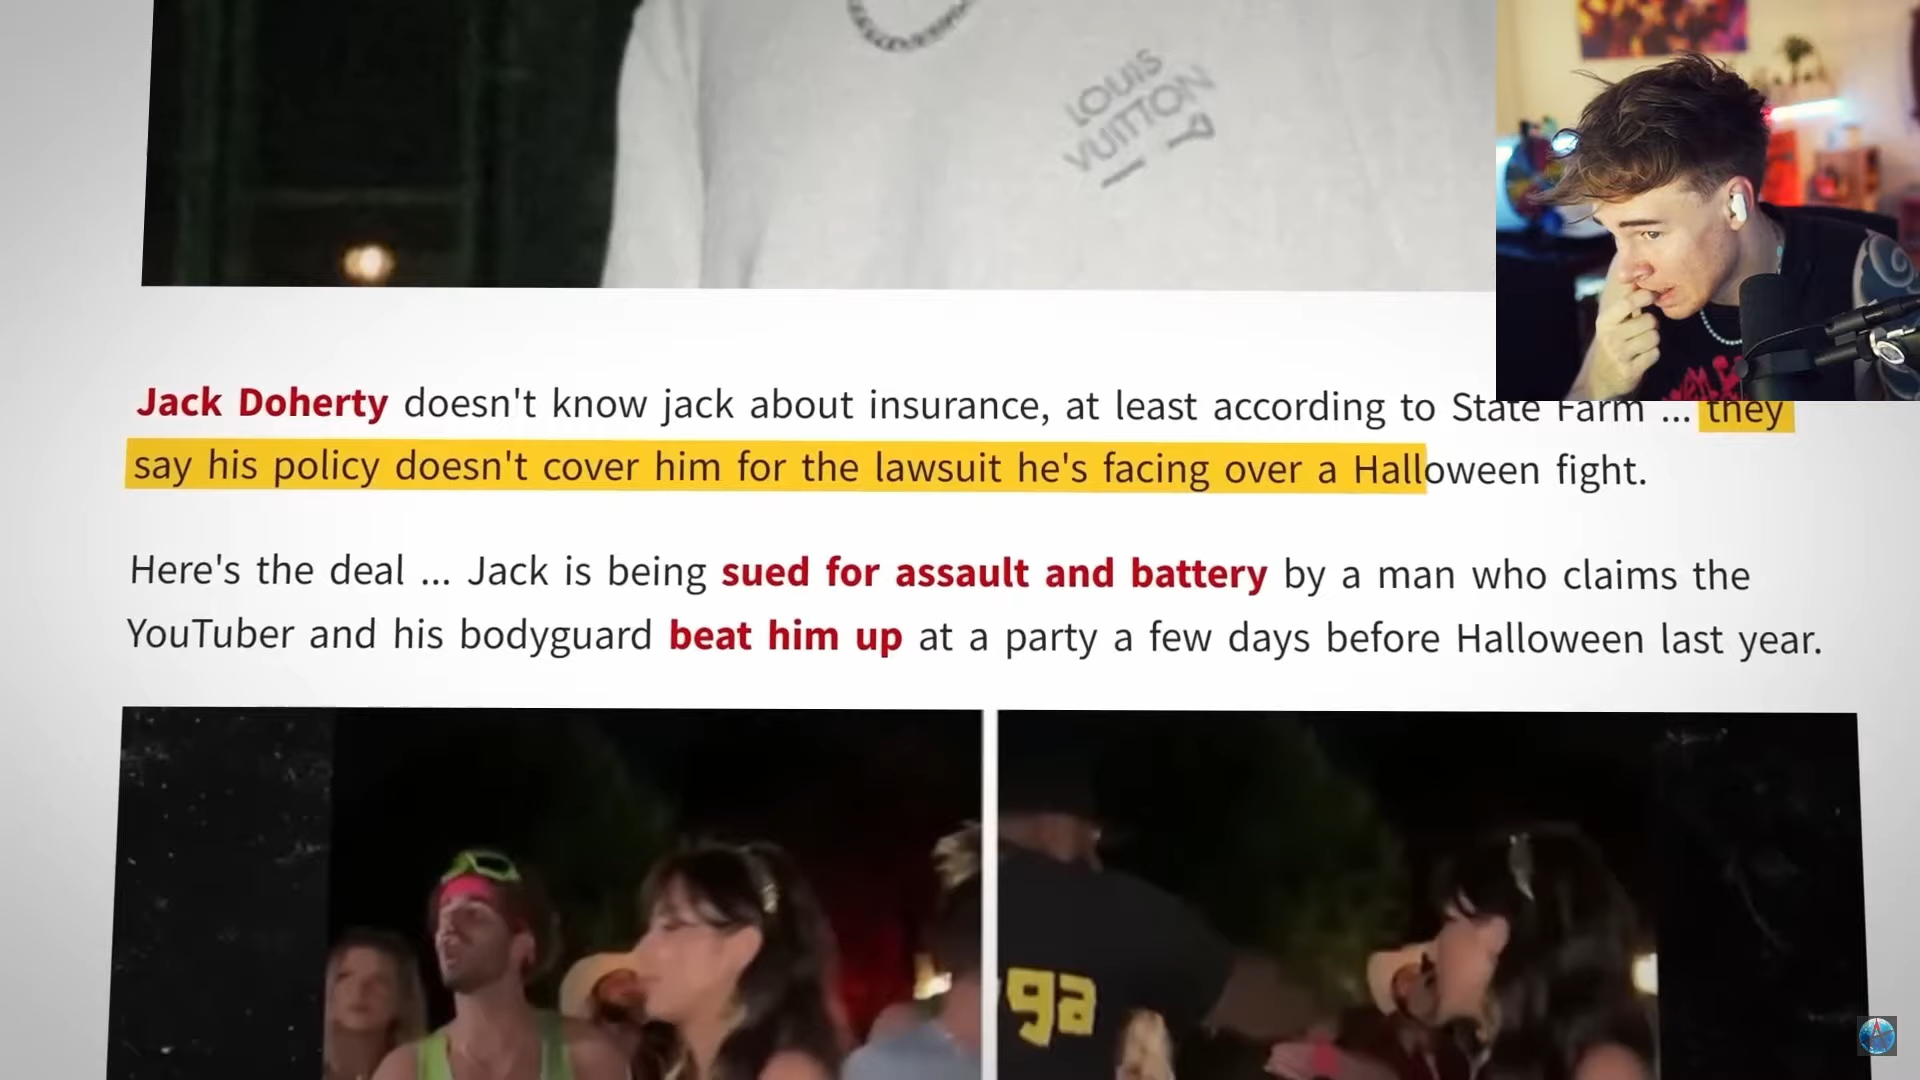 LOUIS
VUITTON
Jack Doherty doesn't know jack about insurance, at least according to State Farm ... they
say his policy doesn't cover him for the lawsuit he's facing over a Halloween fight.
Here's the deal ... Jack is being sued for assault and battery by a man who claims the
YouTuber and his bodyguard beat him up at a party a few days before Halloween last year.
ga